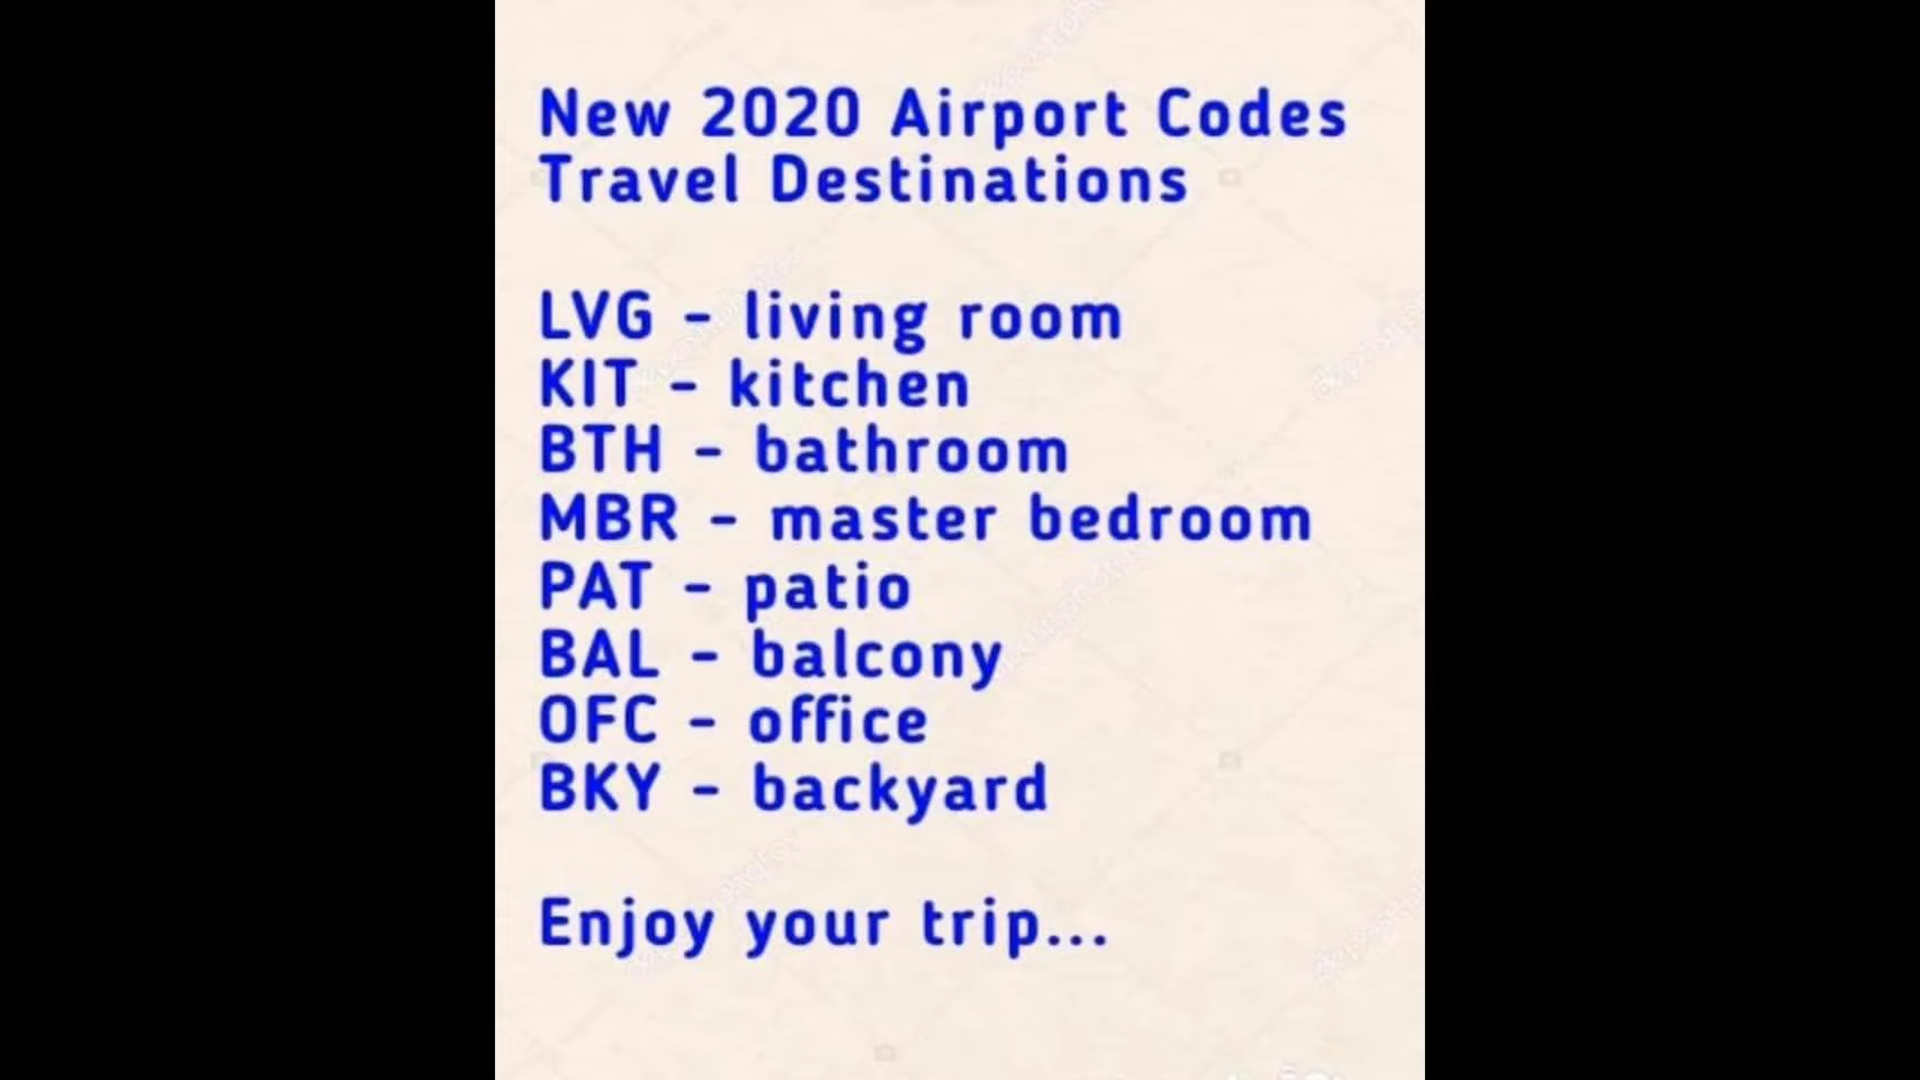 New 2020 Airport Codes
Travel Destinations
LVG - living room
KIT - kitchen
BTH - bathroom
MBR - master bedroom
PAT - patio
BAL - balcony
OFC - office
BKY - backyard
Enjoy your trip...